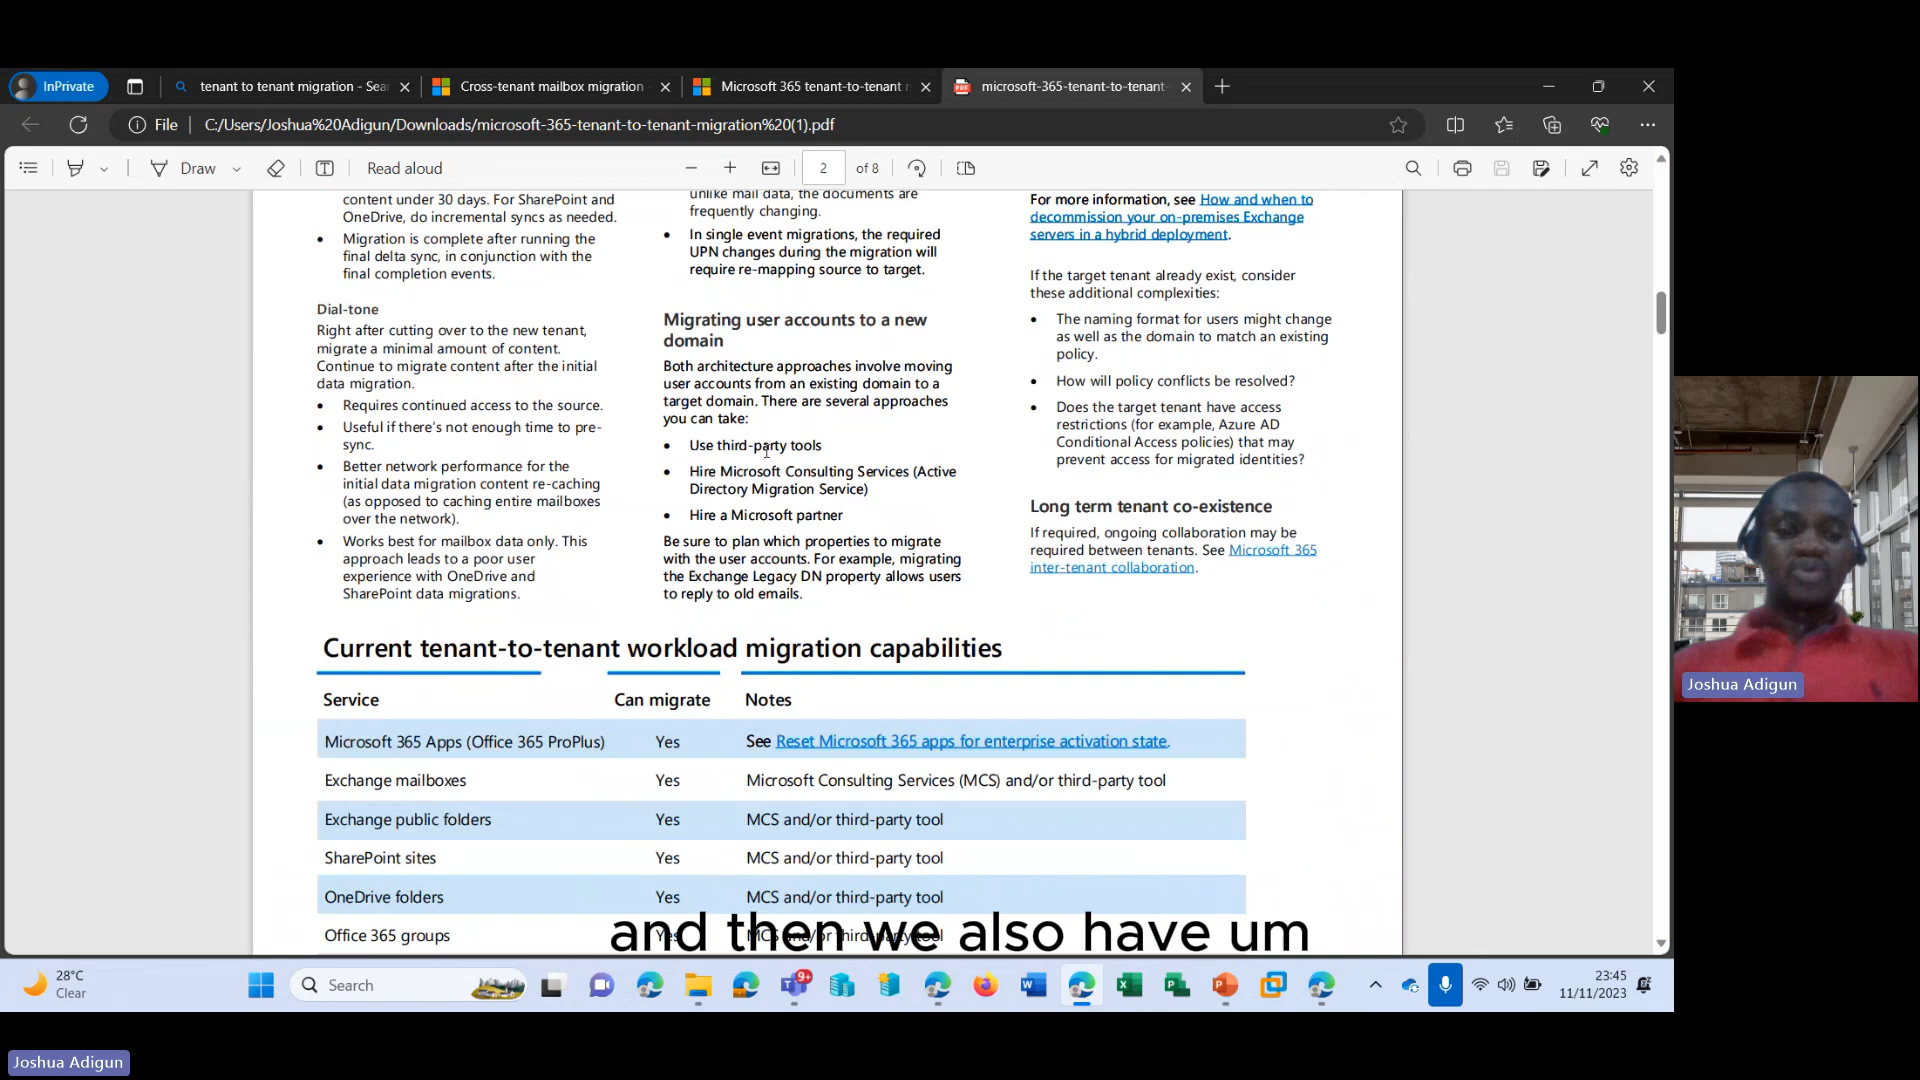 InPrivate
tenant to tenant migration - Sea
Cross-tenant mailbox migration
Microsoft 365 tenant-to-tenant
microsoft-365-tenant-to-tenant-
File
C:/Users/Joshua%20Adigun/Downloads/microsoft-365-tenant-to-tenant-migration%20(1).pdf
Draw
Read aloud
2
of 8
content under 30 days. For SharePoint and
OneDrive, do incremental syncs as needed.
• Migration is complete after running the
final delta sync, in conjunction with the
final completion events.
Dial-tone
Right after cutting over to the new tenant,
migrate a minimal amount of content.
Continue to migrate content after the initial
data migration.
• Requires continued access to the source.
• Useful if there's not enough time to pre-
sync.
• Better network performance for the
initial data migration content re-caching
(as opposed to caching entire mailboxes
over the network).
• Works best for mailbox data only. This
approach leads to a poor user
experience with OneDrive and
SharePoint data migrations.
unlike mail data, the documents are
frequently changing.
• In single event migrations, the required
UPN changes during the migration will
require re-mapping source to target.
Migrating user accounts to a new
domain
Both architecture approaches involve moving
user accounts from an existing domain to a
target domain. There are several approaches
you can take:
• Use third-party tools
• Hire Microsoft Consulting Services (Active
Directory Migration Service)
• Hire a Microsoft partner
Be sure to plan which properties to migrate
with the user accounts. For example, migrating
the Exchange Legacy DN property allows users
to reply to old emails.
For more information, see How and when to
decommission your on-premises Exchange
servers in a hybrid deployment.
If the target tenant already exist, consider
these additional complexities:
• The naming format for users might change
as well as the domain to match an existing
policy.
• How will policy conflicts be resolved?
• Does the target tenant have access
restrictions (for example, Azure AD
Conditional Access policies) that may
prevent access for migrated identities?
Long term tenant co-existence
If required, ongoing collaboration may be
required between tenants. See Microsoft 365
inter-tenant collaboration.
Current tenant-to-tenant workload migration capabilities
Service Can migrate Notes
Microsoft 365 Apps (Office 365 ProPlus) Yes See Reset Microsoft 365 apps for enterprise activation state.
Exchange mailboxes Yes Microsoft Consulting Services (MCS) and/or third-party tool
Exchange public folders Yes MCS and/or third-party tool
SharePoint sites Yes MCS and/or third-party tool
OneDrive folders Yes MCS and/or third-party tool
Office 365 groups Yes MCS and/or third-party tool
and then we also have um
Joshua Adigun
28°C
Clear
Search
9+
23:45
11/11/2023
Joshua Adigun